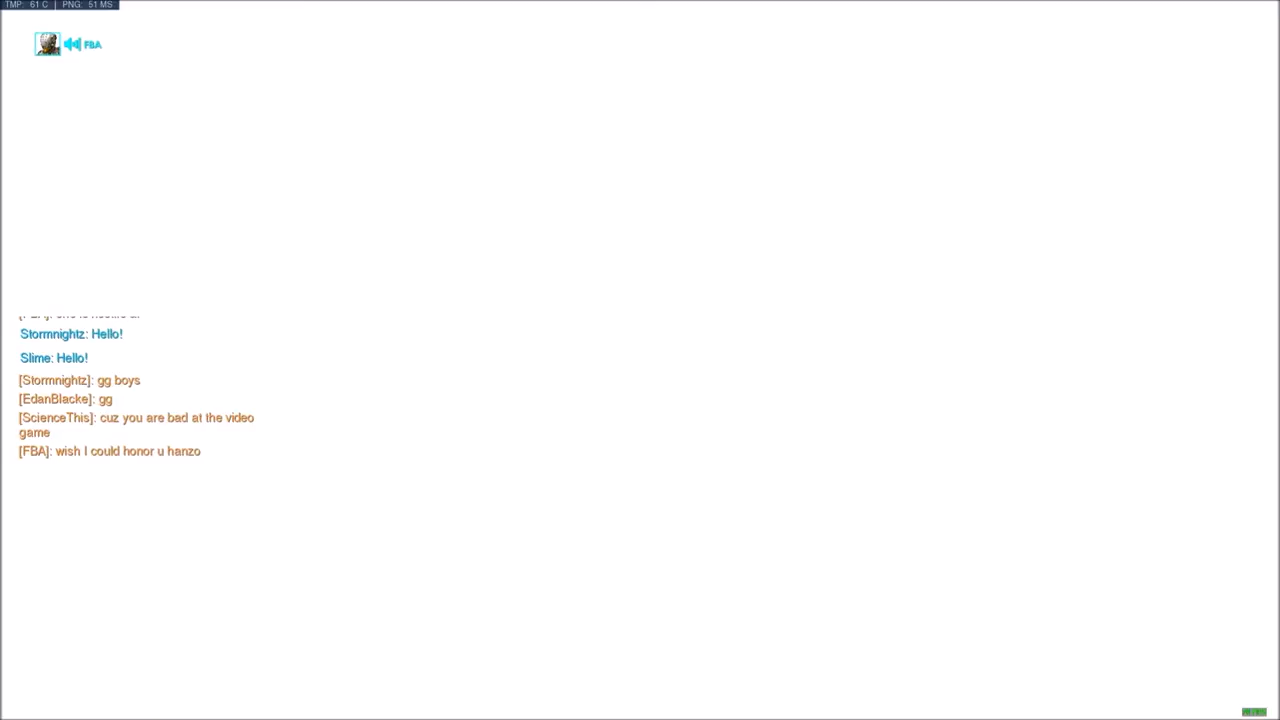 TMP: 61 C | PNG: 51 MS
FBA
Stormnightz: Hello!
Slime: Hello!
[Stormnightz]: gg boys
[EdanBlacke]: gg
[ScienceThis]: cuz you are bad at the video
game
[FBA]: wish I could honor u hanzo